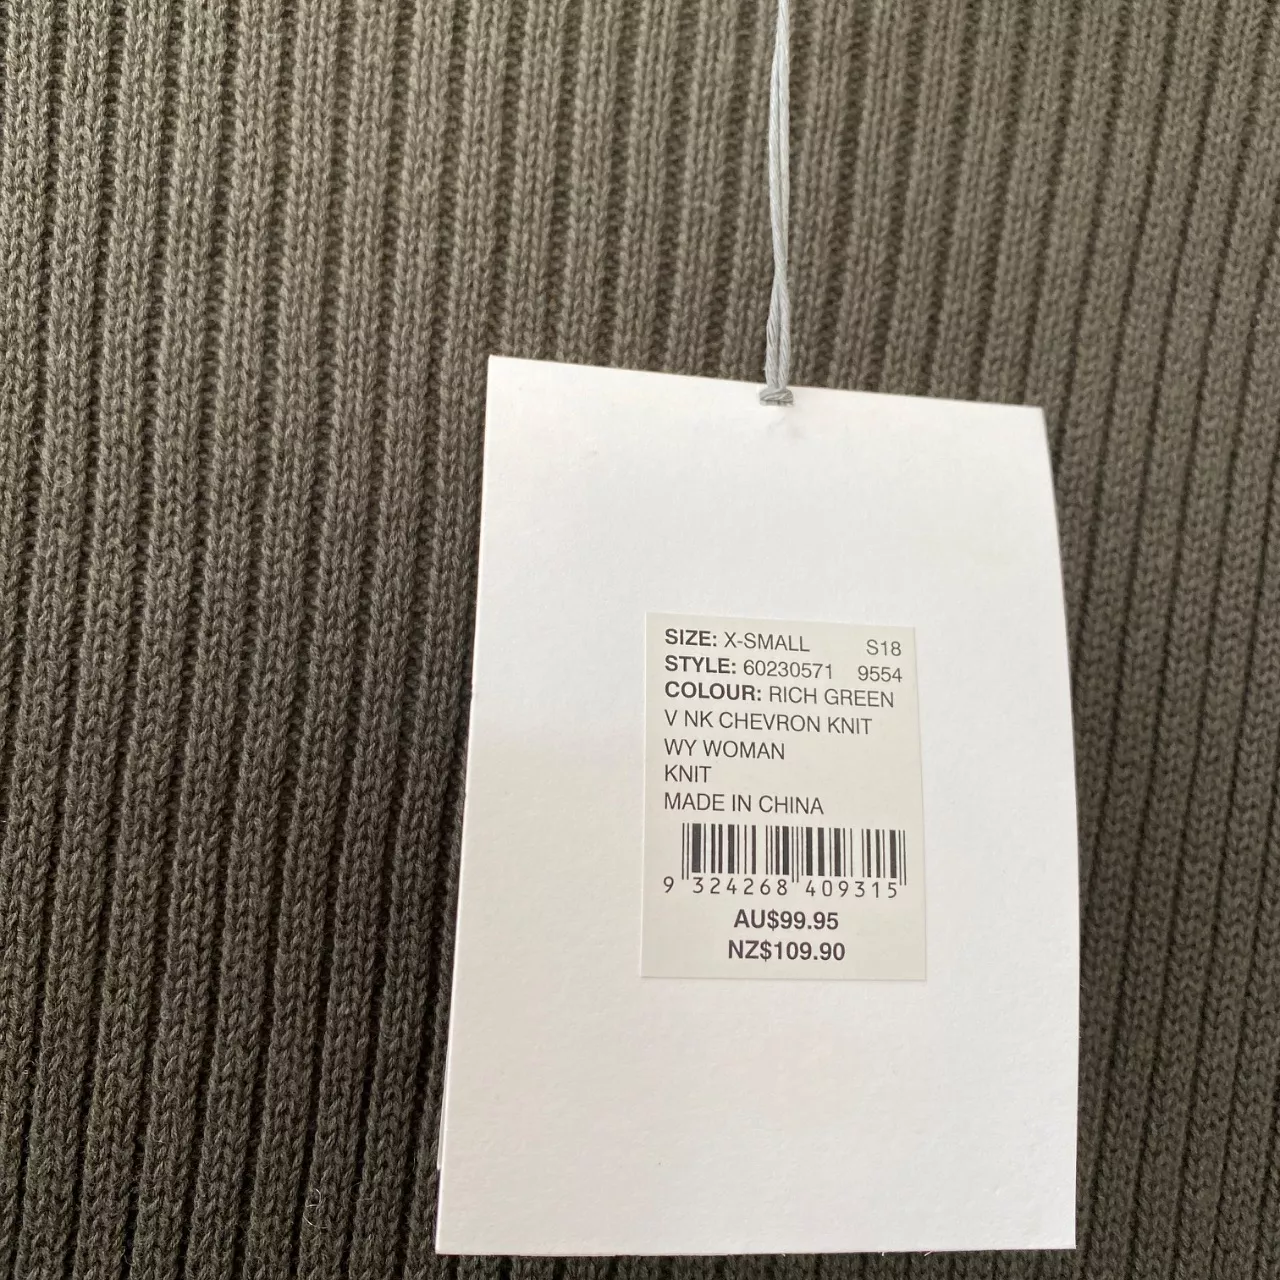 SIZE: X-SMALL S18
STYLE: 60230571 9554
COLOUR: RICH GREEN
V NK CHEVRON KNIT
WY WOMAN
KNIT
MADE IN CHINA
9 324268 409315
AU$99.95
NZ$109.90